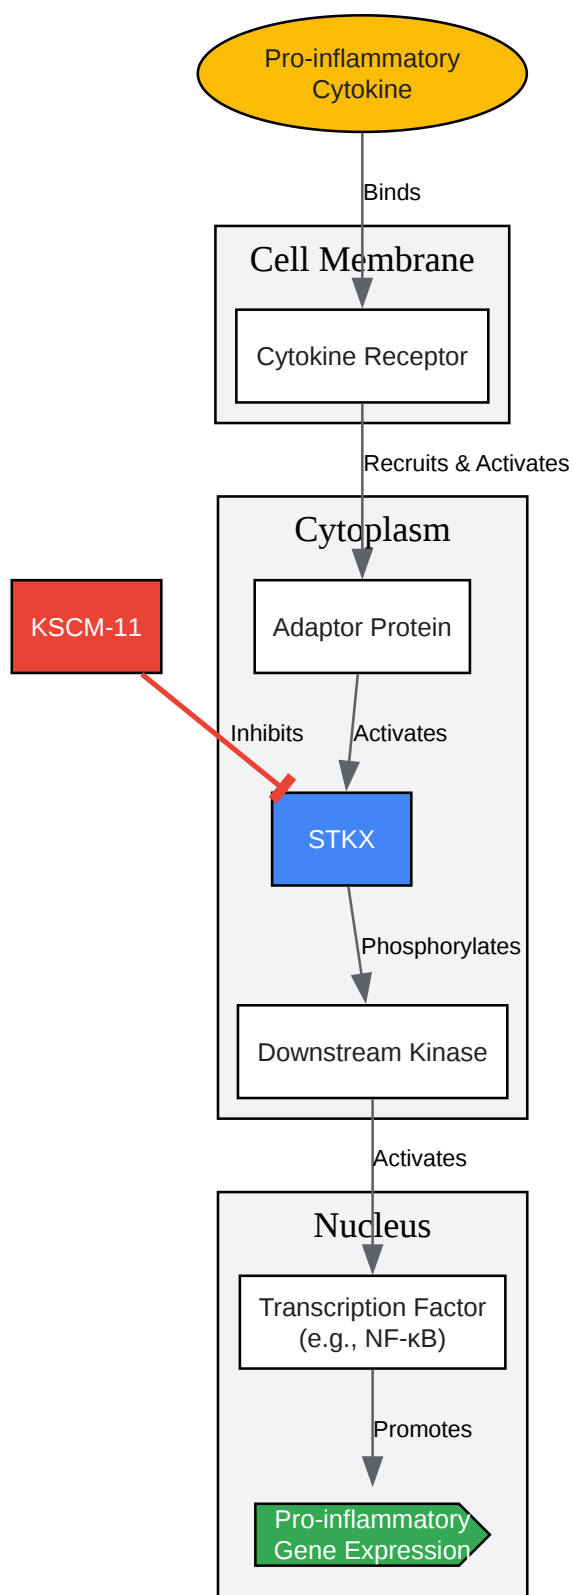 Pro-inflammatory
Cytokine
Binds
Cell Membrane
Cytokine Receptor
Recruits & Activates
Cytoplasm
KSCM-11
Adaptor Protein
Inhibits
Activates
STKX
Phosphorylates
Downstream Kinase
Activates
Nucleus
Transcription Factor
(e.g., NF-κB)
Promotes
Pro-inflammatory
Gene Expression